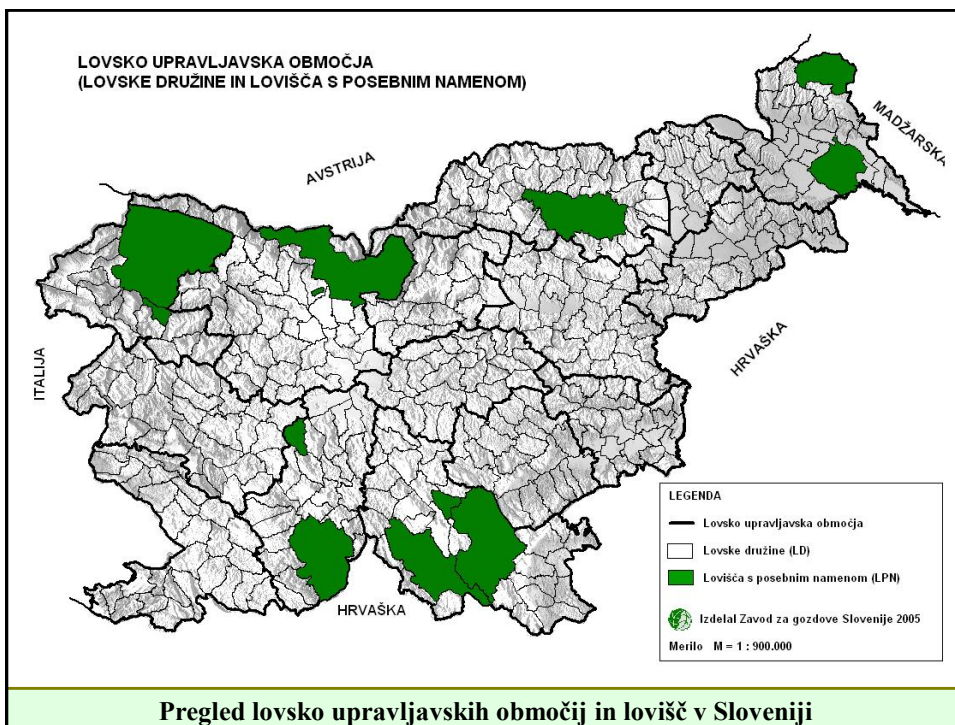 LOVSKO UPRAVLJAVSKA OBMOČJA
(LOVSKE DRUŽINE IN LOVIŠČA S POSEBNIM NAMENOM)
MADŽARSKA
AVSTRIJA
HRVAŠKA
ITALIJA
HRVAŠKA
LEGENDA
Lovsko upravljavska območja
Lovske družine (LD)
Lovišča s posebnim namenom (LPN)
Izdelal Zavod za gozdove Slovenije 2005
Merilo M = 1 : 900.000
Pregled lovsko upravljavskih območij in lovišč v Sloveniji